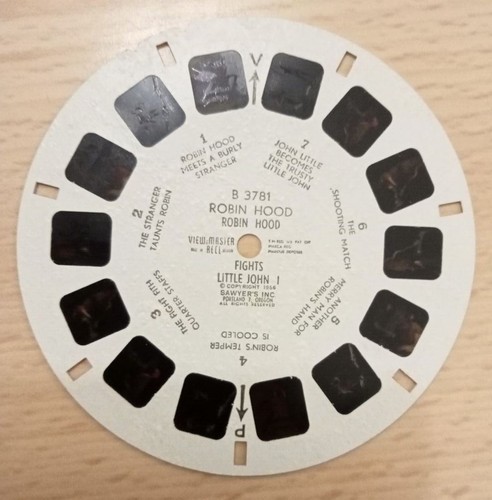 V
1
ROBIN HOOD
MEETS A BURLY
STRANGER
7
JOHN LITTLE
BECOMES
THE TRUSTY
LITTLE JOHN
B 3781
ROBIN HOOD
ROBIN HOOD
VIEW-MASTER
REEL
FIGHTS
LITTLE JOHN 1
© COPYRIGHT 1956
SAWYER'S INC
PORTLAND 7, OREGON
ALL RIGHTS RESERVED
2
THE STRANGER
TAUNTS ROBIN
3
THE FIGHT WITH
QUARTER STAFFS
4
ROBIN'S TEMPER
IS COOLED
5
ANOTHER
MERRY MAN FOR
ROBIN'S HAND
6
THE
SHOOTING MATCH
P